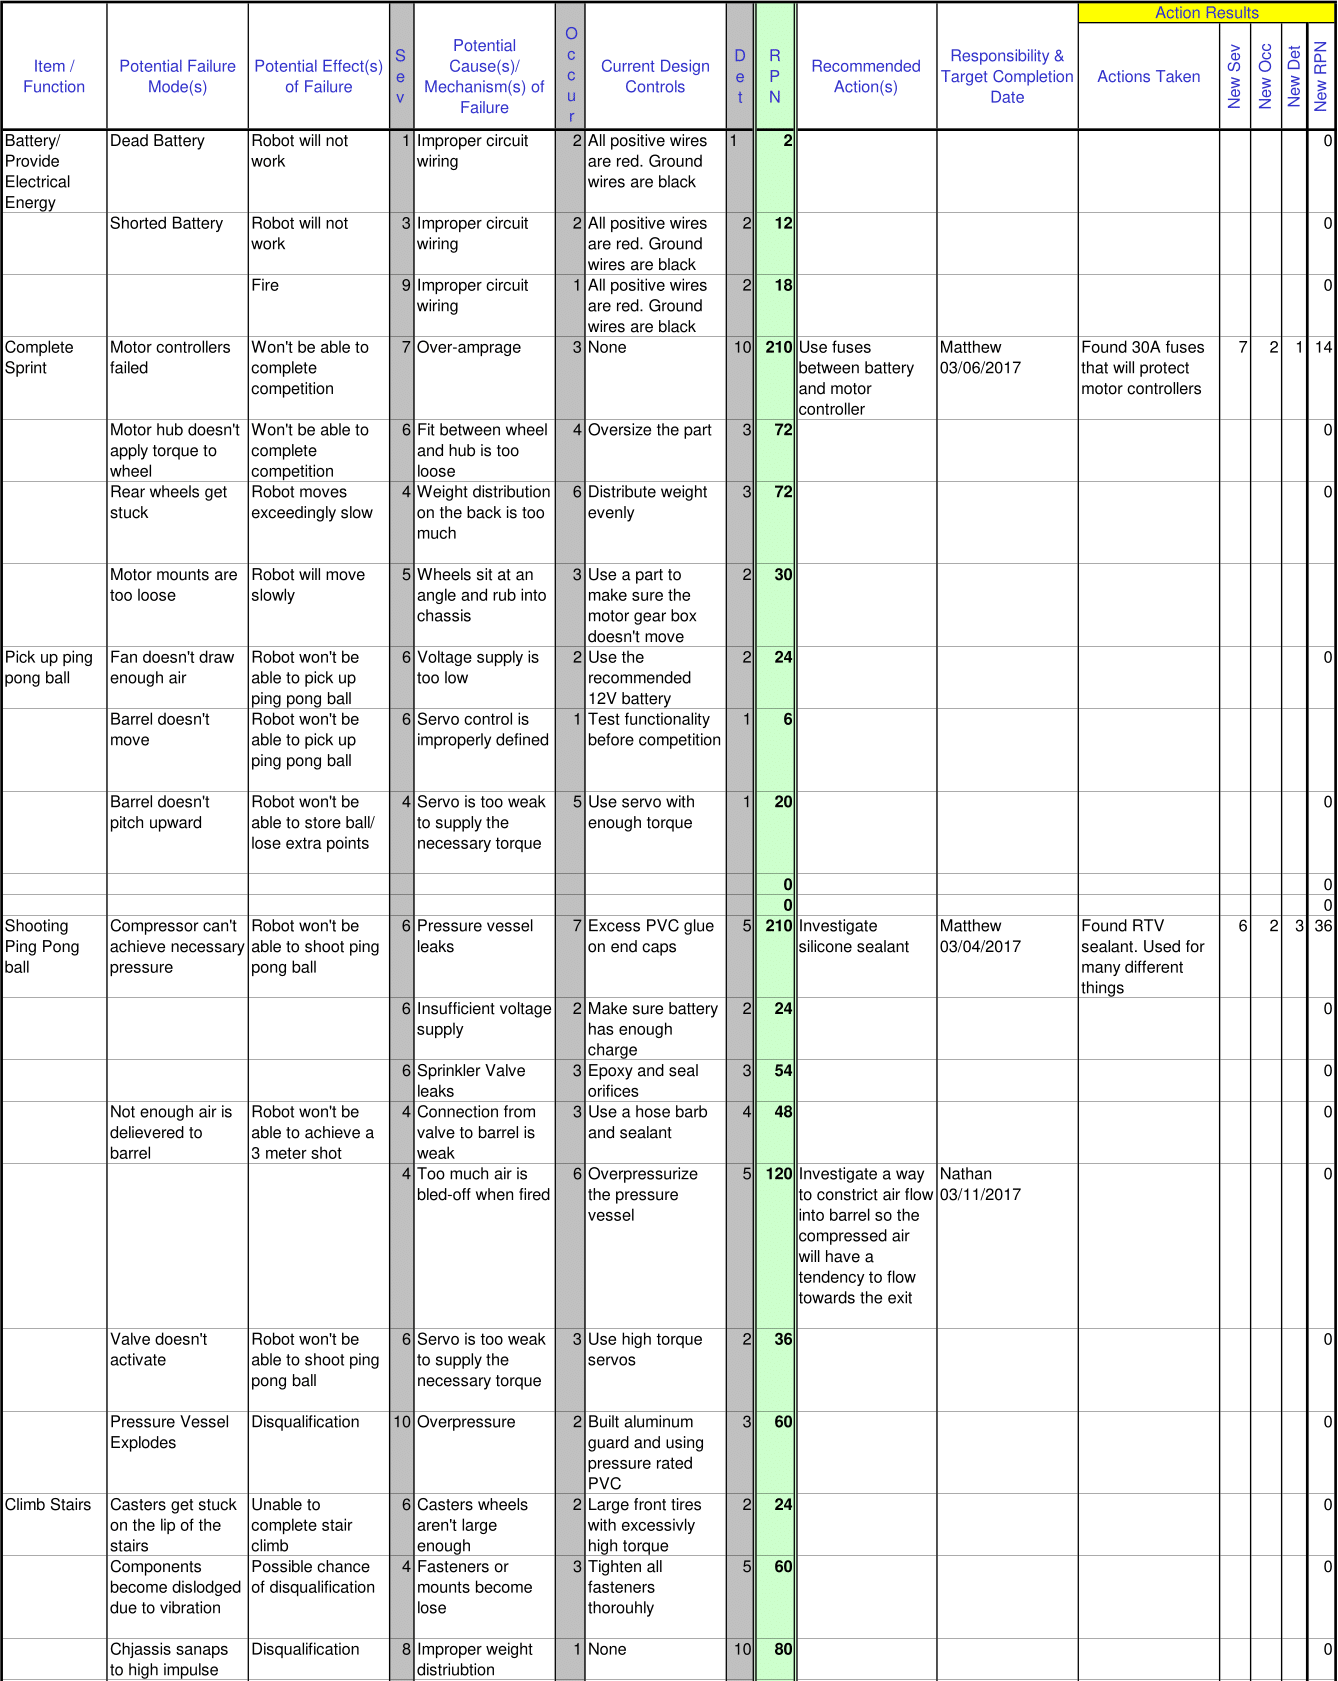 Action Results
Item / Function
Potential Failure Mode(s)
Potential Effect(s) of Failure
Sev
Potential Cause(s)/ Mechanism(s) of Failure
Occur
Current Design Controls
Det
RPN
Recommended Action(s)
Responsibility & Target Completion Date
Actions Taken
New Sev
New Occ
New Det
New RPN
Battery/ Provide Electrical Energy
Dead Battery
Robot will not work
1
Improper circuit wiring
2
All positive wires are red. Ground wires are black
1
2
0
Shorted Battery
Robot will not work
3
Improper circuit wiring
2
All positive wires are red. Ground wires are black
2
12
0
Fire
9
Improper circuit wiring
1
All positive wires are red. Ground wires are black
2
18
0
Complete Sprint
Motor controllers failed
Won't be able to complete competition
7
Over-amprage
3
None
10
210
Use fuses between battery and motor controller
Matthew 03/06/2017
Found 30A fuses that will protect motor controllers
7
2
1
14
Motor hub doesn't apply torque to wheel
Won't be able to complete competition
6
Fit between wheel and hub is too loose
4
Oversize the part
3
72
0
Rear wheels get stuck
Robot moves exceedingly slow
4
Weight distribution on the back is too much
6
Distribute weight evenly
3
72
0
Motor mounts are too loose
Robot will move slowly
5
Wheels sit at an angle and rub into chassis
3
Use a part to make sure the motor gear box doesn't move
2
30
0
Pick up ping pong ball
Fan doesn't draw enough air
Robot won't be able to pick up ping pong ball
6
Voltage supply is too low
2
Use the recommended 12V battery
2
24
0
Barrel doesn't move
Robot won't be able to pick up ping pong ball
6
Servo control is improperly defined
1
Test functionality before competition
1
6
0
Barrel doesn't pitch upward
Robot won't be able to store ball/ lose extra points
4
Servo is too weak to supply the necessary torque
5
Use servo with enough torque
1
20
0
0
0
0
0
Shooting Ping Pong ball
Compressor can't achieve necessary pressure
Robot won't be able to shoot ping pong ball
6
Pressure vessel leaks
7
Excess PVC glue on end caps
5
210
Investigate silicone sealant
Matthew 03/04/2017
Found RTV sealant. Used for many different things
6
2
3
36
6
Insufficient voltage supply
2
Make sure battery has enough charge
2
24
0
6
Sprinkler Valve leaks
3
Epoxy and seal orifices
3
54
0
Not enough air is delievered to barrel
Robot won't be able to achieve a 3 meter shot
4
Connection from valve to barrel is weak
3
Use a hose barb and sealant
4
48
0
4
Too much air is bled-off when fired
6
Overpressurize the pressure vessel
5
120
Investigate a way to constrict air flow into barrel so the compressed air will have a tendency to flow towards the exit
Nathan 03/11/2017
0
Valve doesn't activate
Robot won't be able to shoot ping pong ball
6
Servo is too weak to supply the necessary torque
3
Use high torque servos
2
36
0
Pressure Vessel Explodes
Disqualification
10
Overpressure
2
Built aluminum guard and using pressure rated PVC
3
60
0
Climb Stairs
Casters get stuck on the lip of the stairs
Unable to complete stair climb
6
Casters wheels aren't large enough
2
Large front tires with excessivly high torque
2
24
0
Components become dislodged due to vibration
Possible chance of disqualification
4
Fasteners or mounts become lose
3
Tighten all fasteners thorouhly
5
60
0
Chjassis sanaps to high impulse
Disqualification
8
Improper weight distriubtion
1
None
10
80
0